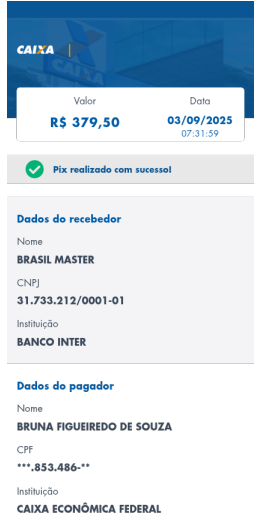 CAIXA
Valor
Data
R$ 379,50
03/09/2025
07:31:59
Pix realizado com sucesso!
Dados do recebedor
Nome
BRASIL MASTER
CNPJ
31.733.212/0001-01
Instituição
BANCO INTER
Dados do pagador
Nome
BRUNA FIGUEIREDO DE SOUZA
CPF
***.853.486-**
Instituição
CAIXA ECONÔMICA FEDERAL